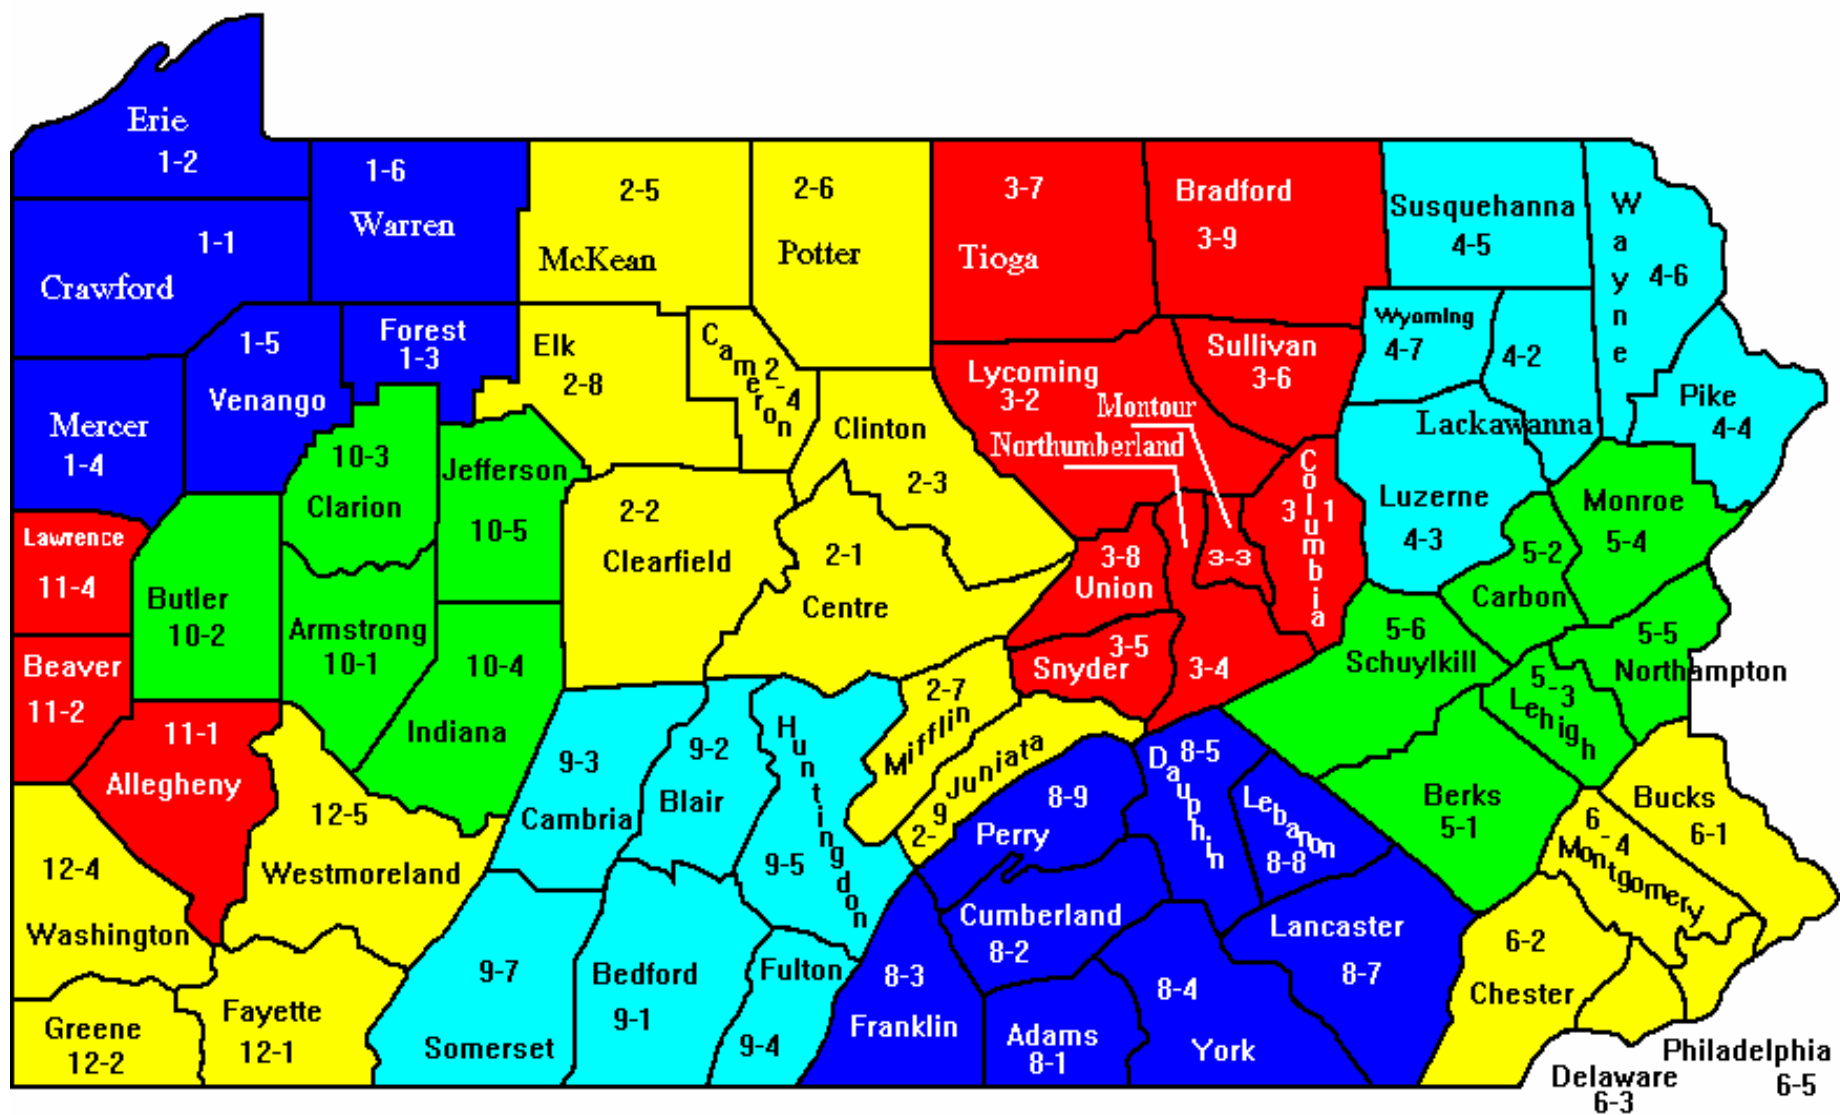 Erie
1-2
1-6
Warren
2-5
McKean
2-6
Potter
3-7
Tioga
Bradford
3-9
Susquehanna
4-5
Wayne
4-6
1-1
Crawford
1-5
Venango
Forest
1-3
Elk
2-8
Cameron
2-4
Clinton
2-3
Lycoming
3-2
Sullivan
3-6
Montour
3-3
Northumberland
3-4
Wyoming
4-7
4-2
Lackawanna
Pike
4-4
Mercer
1-4
10-3
Clarion
Jefferson
10-5
2-2
Clearfield
2-1
Centre
3-8
Union
Columbia
3-1
Luzerne
4-3
Monroe
5-4
5-2
Carbon
Lawrence
11-4
Butler
10-2
Armstrong
10-1
10-4
Indiana
Beaver
11-2
11-1
Allegheny
3-5
Snyder
5-6
Schuylkill
5-5
Northampton
5-3
Lehigh
2-7
Mifflin
Juniata
2-9
9-3
Cambria
9-2
Blair
Huntingdon
9-5
8-9
Perry
8-5
Dauphin
Lebanon
8-8
Berks
5-1
Bucks
6-1
6-4
Montgomery
12-5
Westmoreland
12-4
Washington
Cumberland
8-2
Lancaster
8-7
6-2
Chester
Greene
12-2
Fayette
12-1
9-7
Somerset
Bedford
9-1
Fulton
9-4
8-3
Franklin
Adams
8-1
8-4
York
Philadelphia
6-5
Delaware
6-3